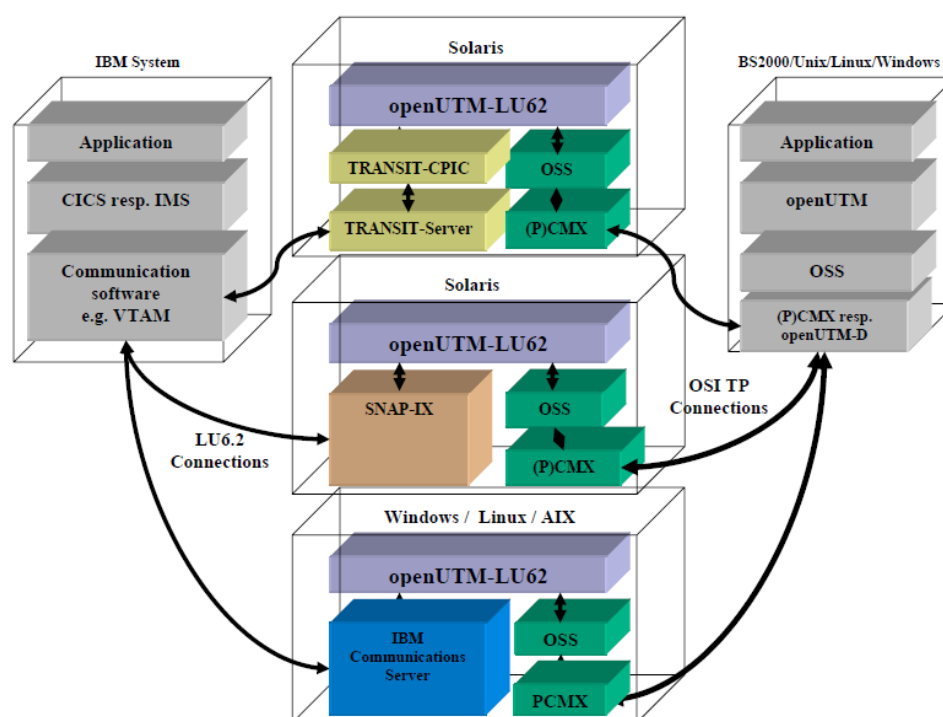 Solaris
IBM System
BS2000/Unix/Linux/Windows
openUTM-LU62
Application
TRANSIT-CPIC
OSS
Application
CICS resp. IMS
openUTM
TRANSIT-Server
(P)CMX
Communication
software
e.g. VTAM
OSS
Solaris
(P)CMX resp.
openUTM-D
openUTM-LU62
SNAP-IX
OSS
OSI TP
Connections
LU6.2
Connections
(P)CMX
Windows / Linux / AIX
openUTM-LU62
IBM
Communications
Server
OSS
PCMX